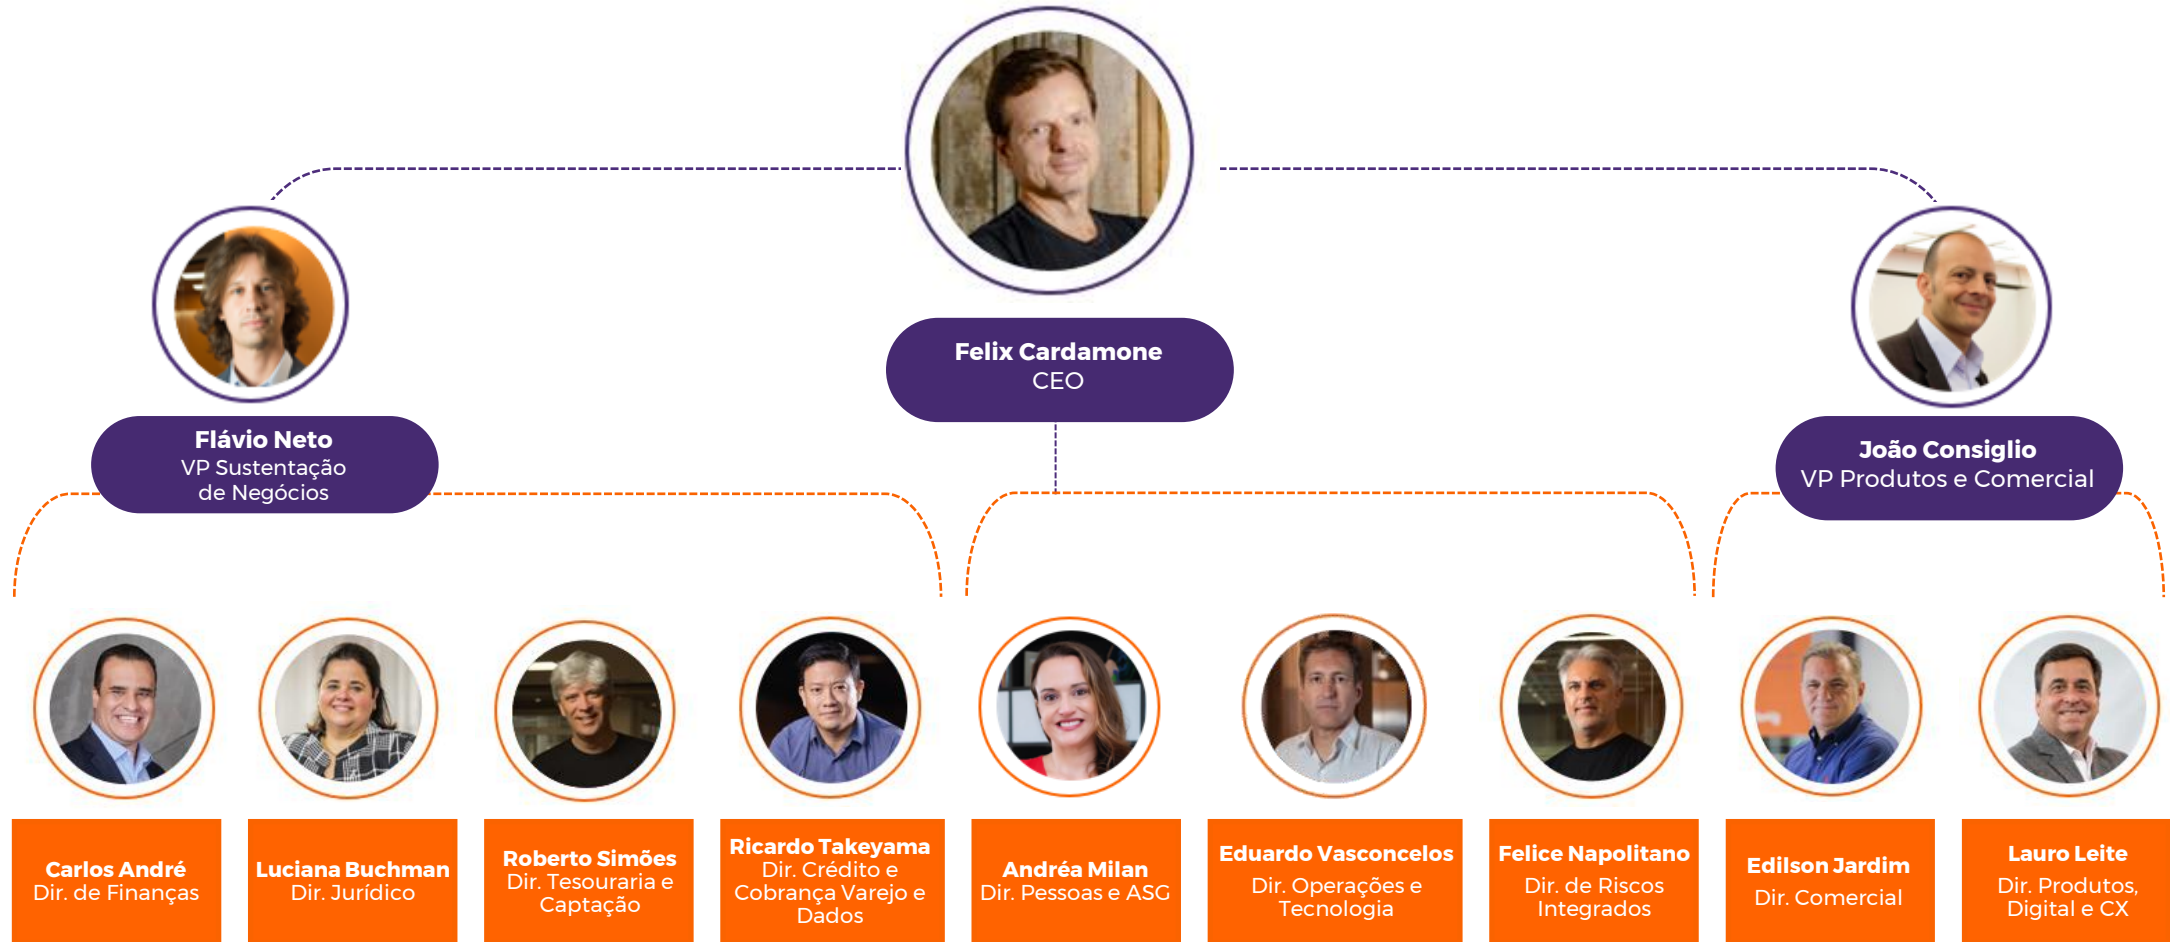 Felix Cardamone
CEO
Flávio Neto
VP Sustentação
de Negócios
João Consiglio
VP Produtos e Comercial
Carlos André
Dir. de Finanças
Luciana Buchman
Dir. Jurídico
Roberto Simões
Dir. Tesouraria e
Captação
Ricardo Takeyama
Dir. Crédito e
Cobrança Varejo e
Dados
Andréa Milan
Dir. Pessoas e ASG
Eduardo Vasconcelos
Dir. Operações e
Tecnologia
Felice Napolitano
Dir. de Riscos
Integrados
Edilson Jardim
Dir. Comercial
Lauro Leite
Dir. Produtos,
Digital e CX